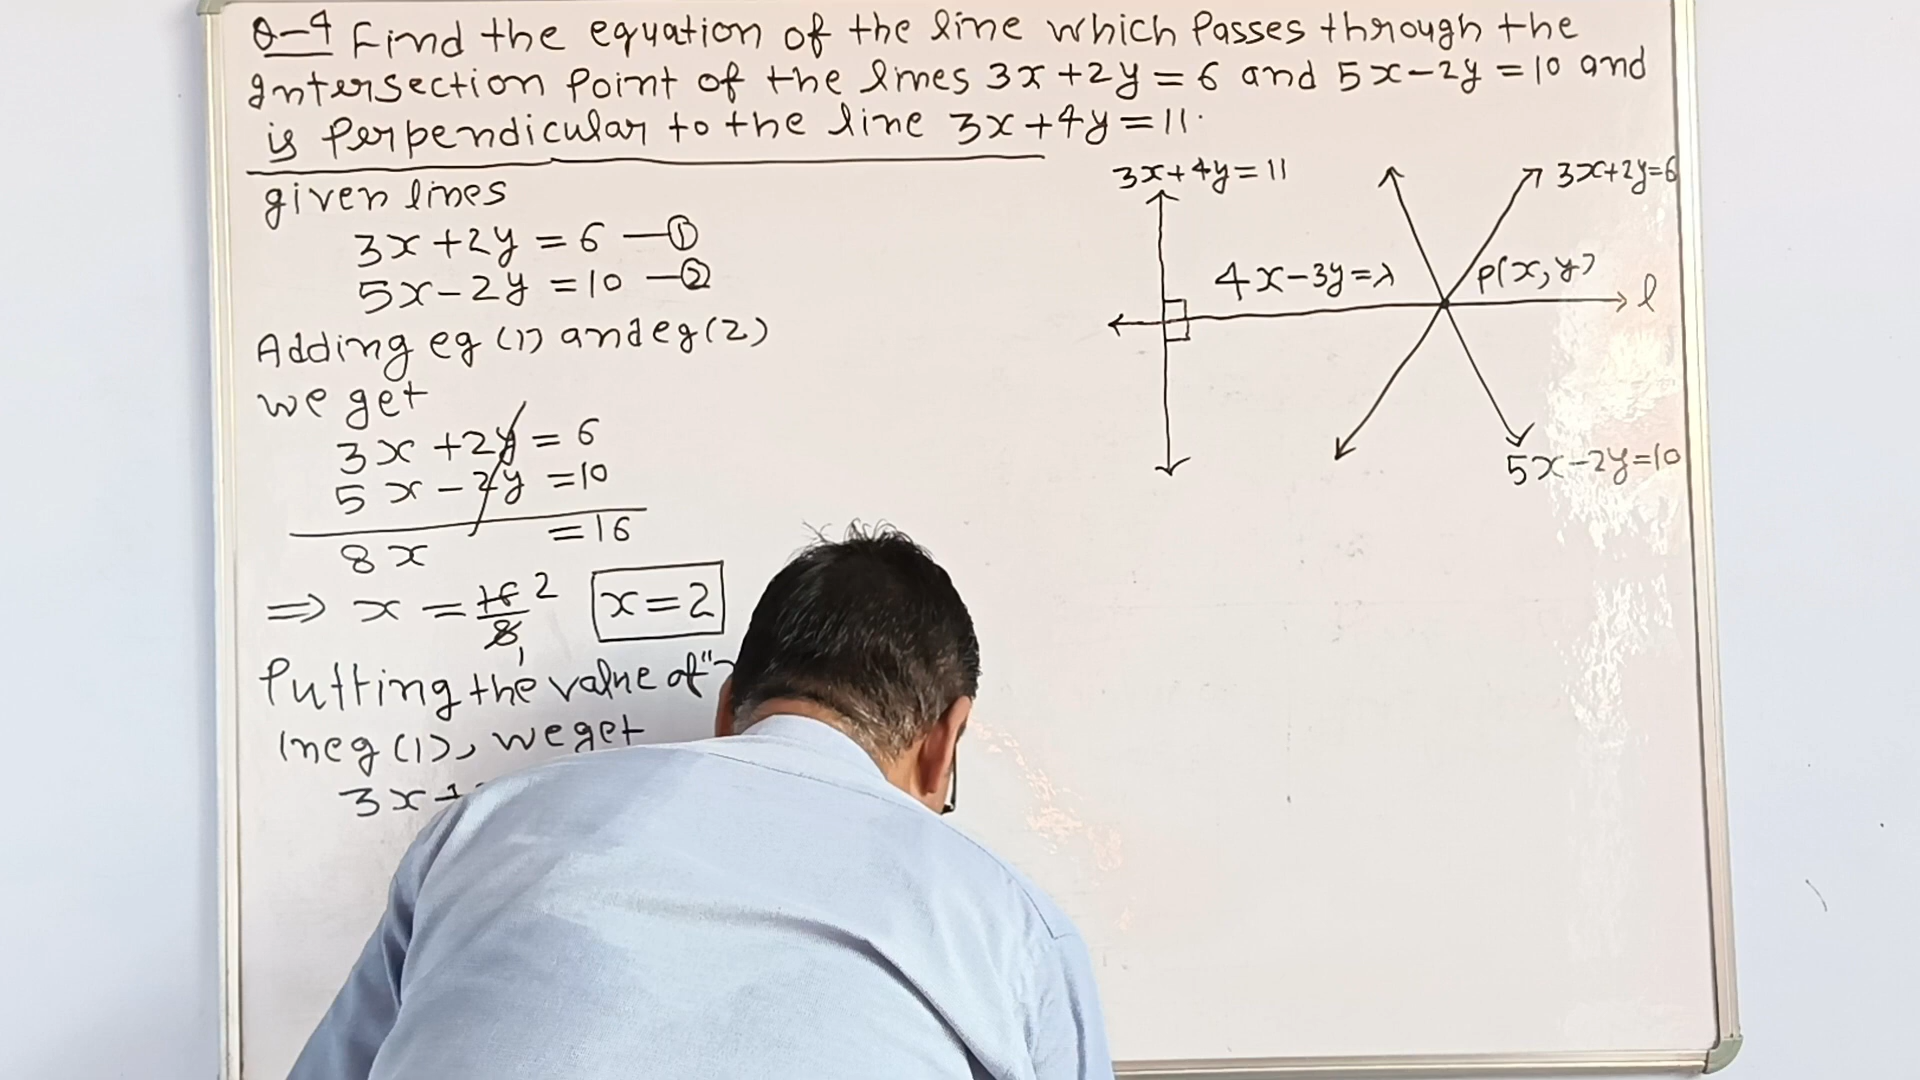 Q-4 Find the equation of the line which Passes through the
Intersection Point of the lines 3x+2y=6 and 5x-2y=10 and
is Perpendicular to the line 3x+4y=11.
given lines
3x+2y=6 —①
5x-2y=10 —②
Adding eq (1) and eq (2)
we get
3x+2y=6
5x-2y=10
8x =16
⇒ x = 16/8 2 1 x=2
Putting the value of "
In eq (1), we get
3x+
3x+4y=11
3x+2y=6
4x-3y=λ
P(x,y)
l
5x-2y=10